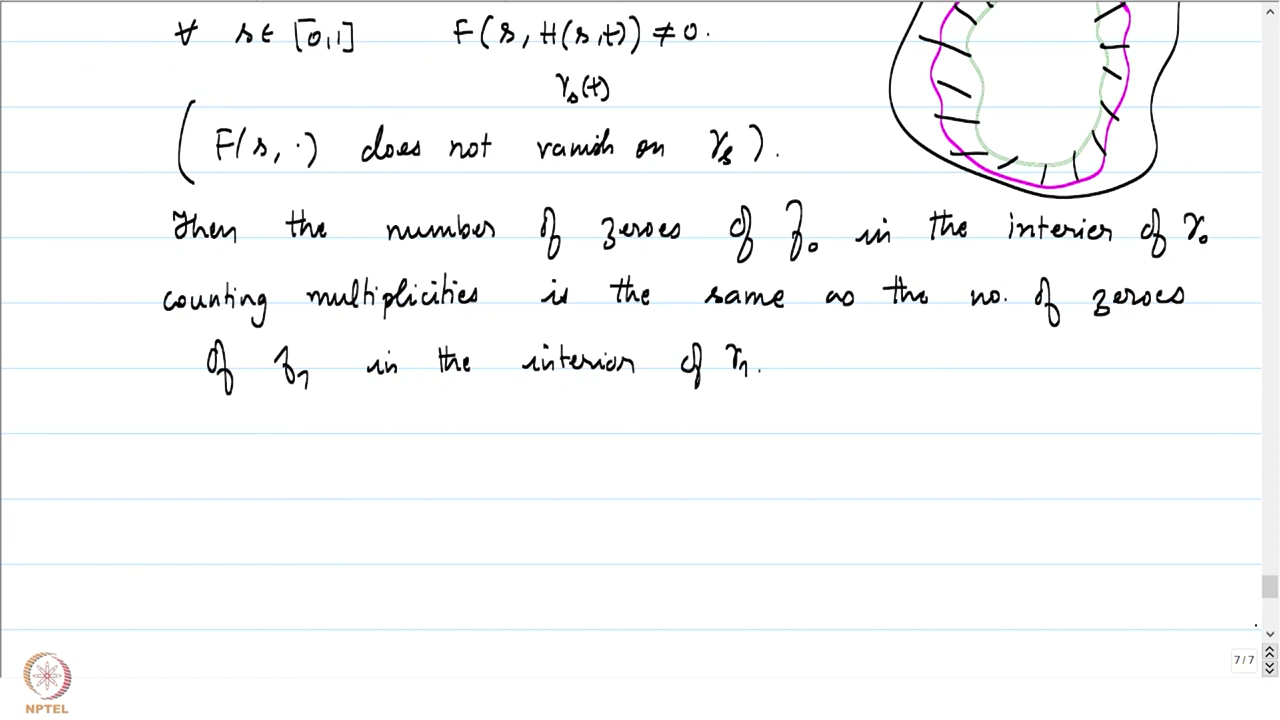 ∀ s ∈ [0,1] F(s, H(s,t)) ≠ 0.
γₛ(t)
( F(s, ·) does not vanish on γₛ ).
Then the number of zeroes of f₀ in the interior of γ₀
counting multiplicities is the same as the no. of zeroes
of f₁ in the interior of γ₁.
7/7
NPTEL